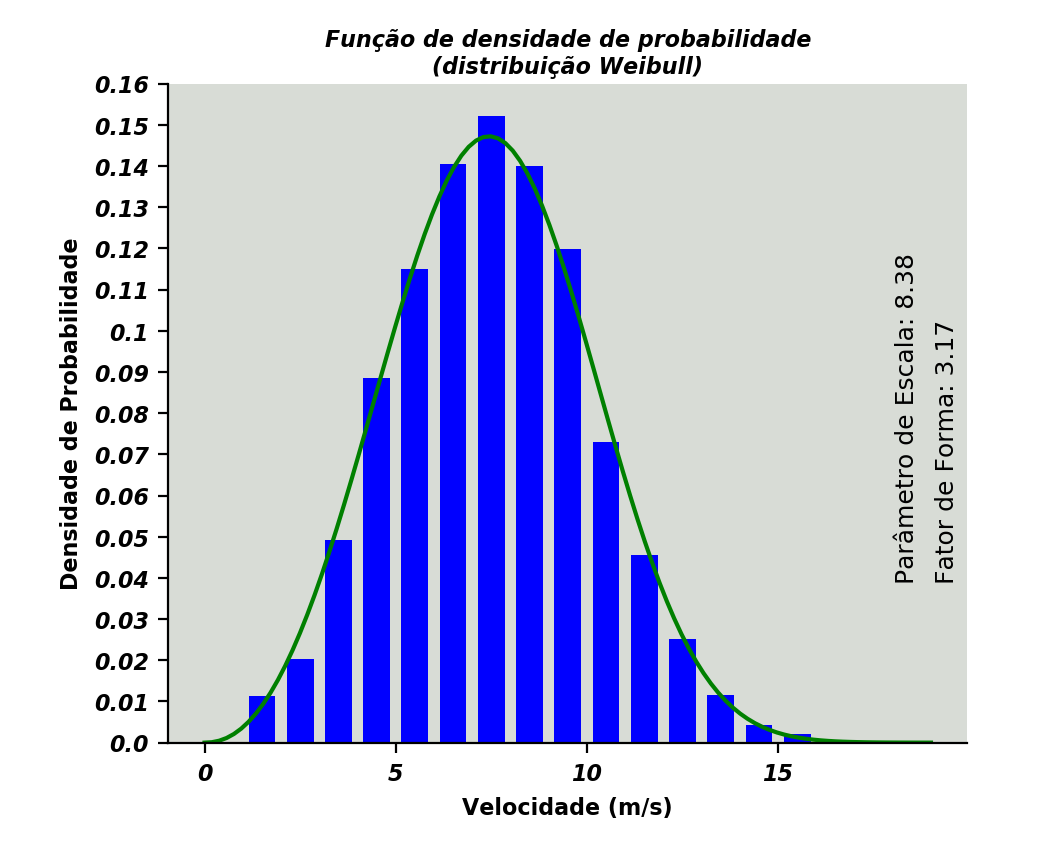 Função de densidade de probabilidade
(distribuição Weibull)
0.16
0.15
0.14
0.13
0.12
0.11
0.1
0.09
0.08
0.07
0.06
0.05
0.04
0.03
0.02
0.01
0.0
Densidade de Probabilidade
0 5 10 15
Velocidade (m/s)
Parâmetro de Escala: 8.38
Fator de Forma: 3.17